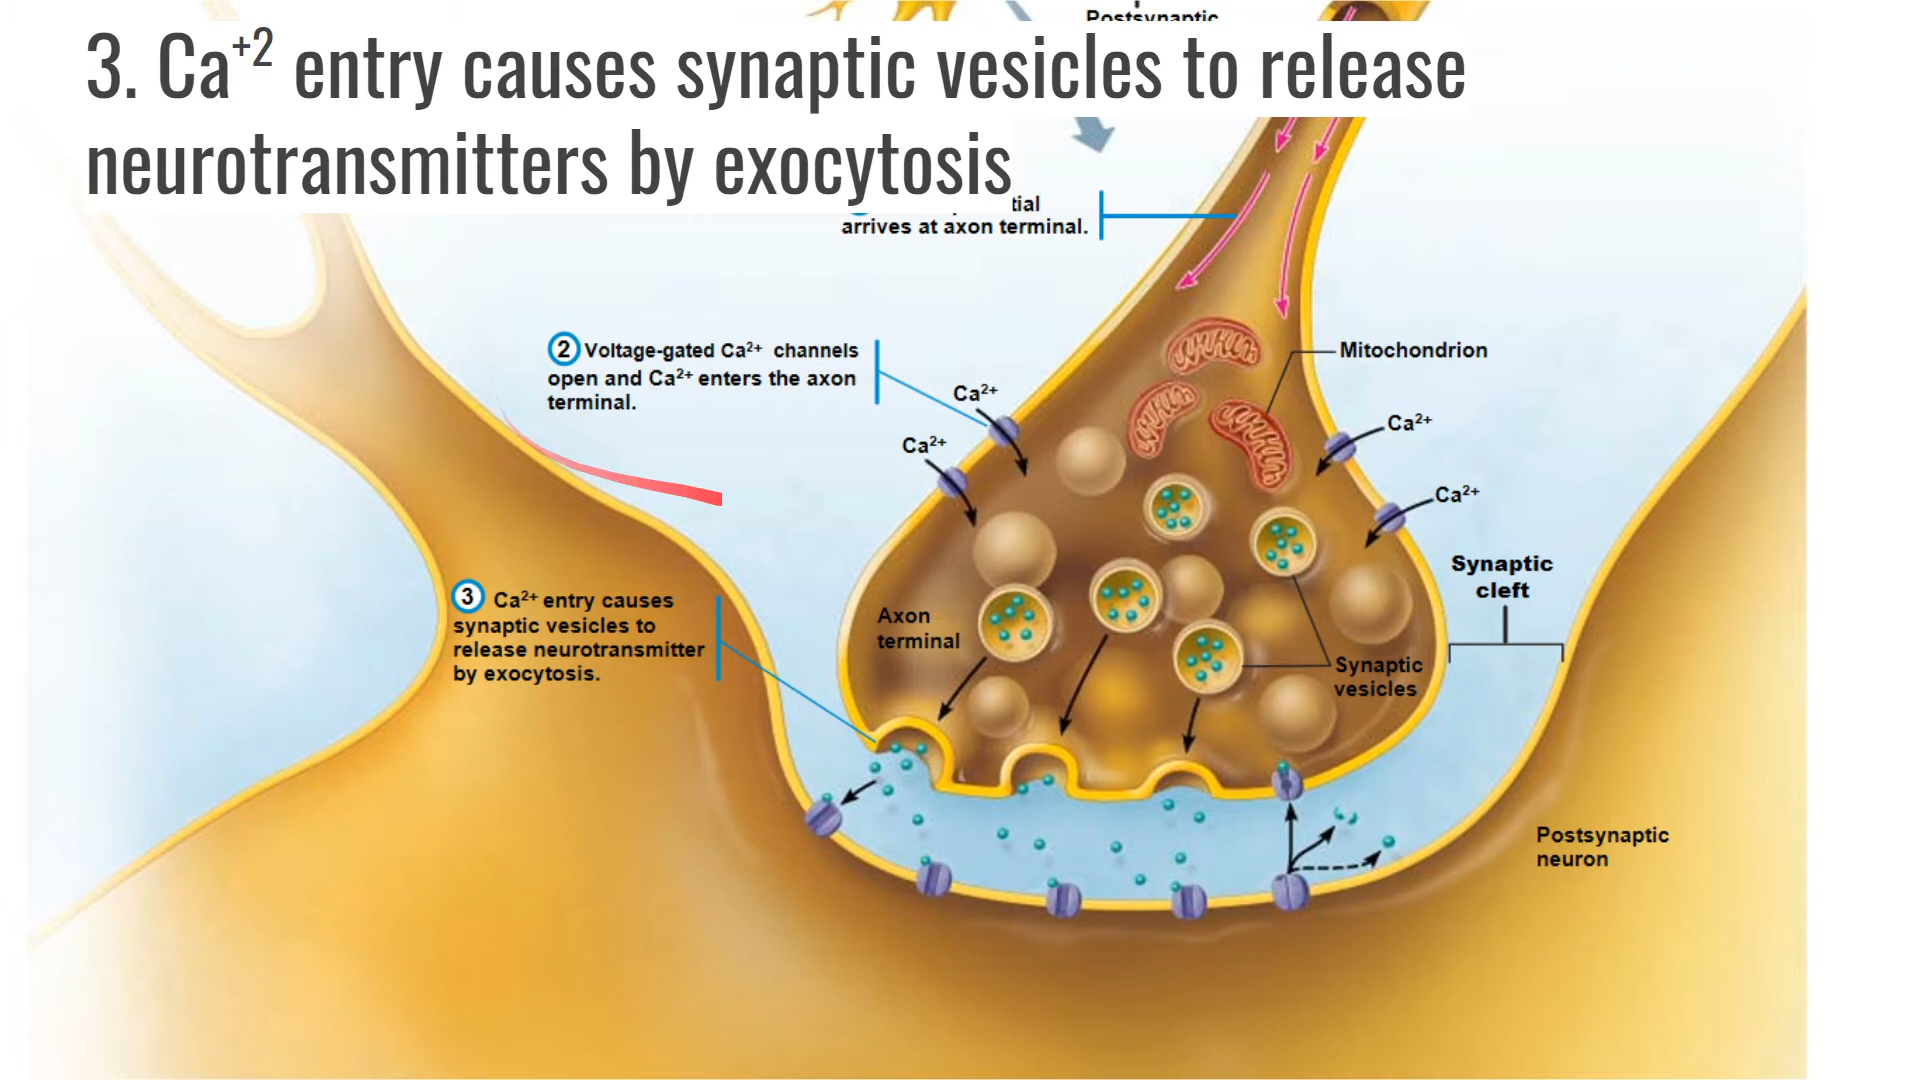 Postsynaptic
3. Ca+2 entry causes synaptic vesicles to release
neurotransmitters by exocytosis
tial
arrives at axon terminal.
2 Voltage-gated Ca2+ channels
open and Ca2+ enters the axon
terminal.
Ca2+
Ca2+
Mitochondrion
Ca2+
Ca2+
Synaptic
cleft
3 Ca2+ entry causes
synaptic vesicles to
release neurotransmitter
by exocytosis.
Axon
terminal
Synaptic
vesicles
Postsynaptic
neuron